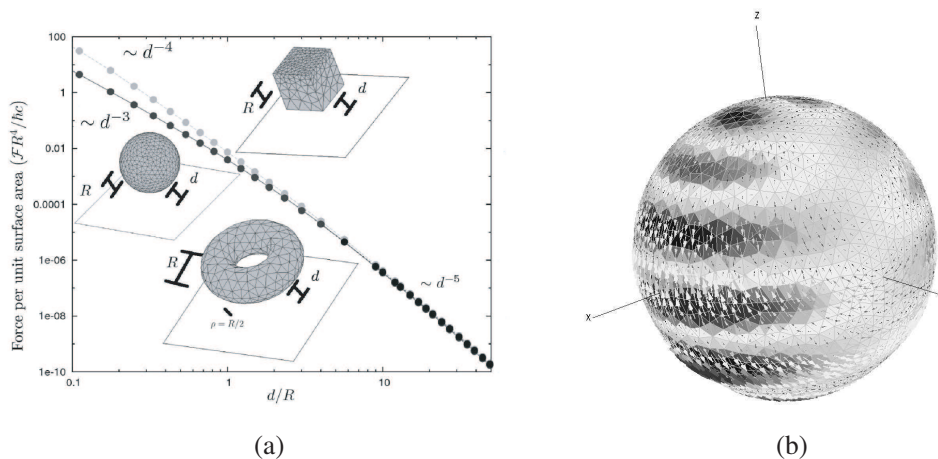 Force per unit surface area (ℱR⁴/ħc)
100
1
0.01
0.0001
1e-06
1e-08
1e-10
0.1
1
10
d/R
∼ d⁻⁴
∼ d⁻³
∼ d⁻⁵
R
d
R
d
R
d
ρ = R/2
(a)
z
x
(b)